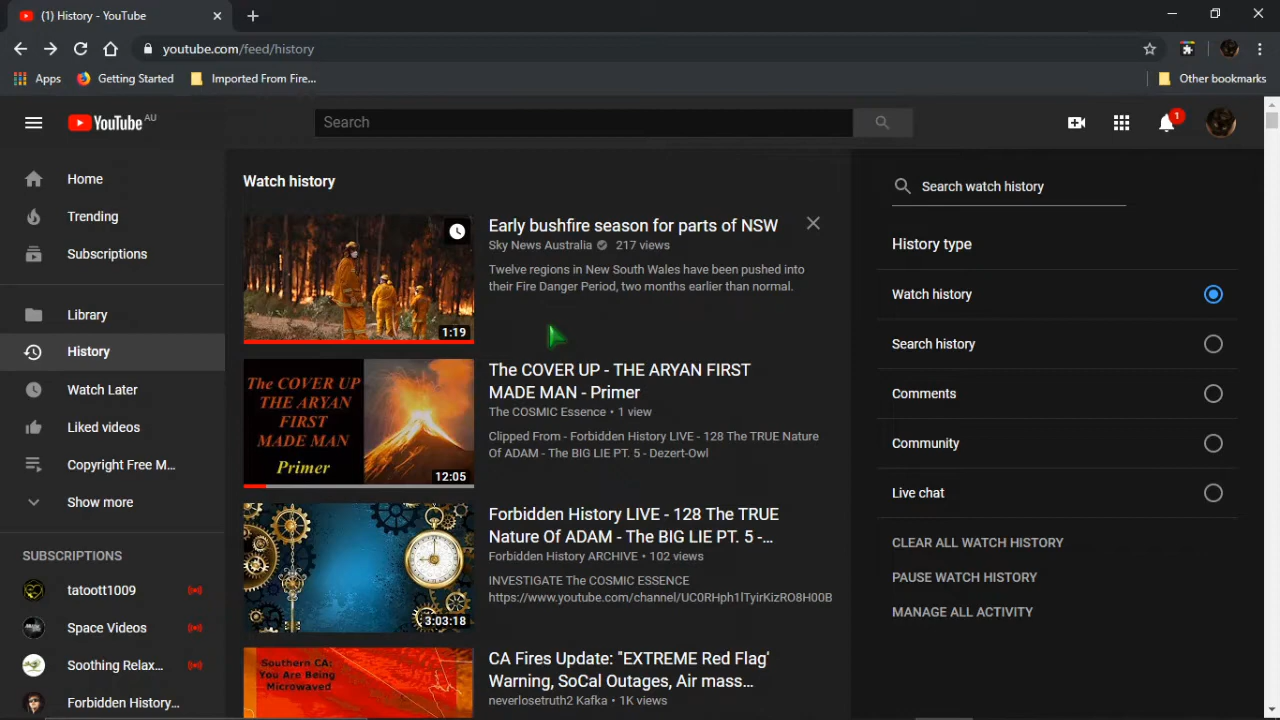 (1) History - YouTube
youtube.com/feed/history
Apps
Getting Started
Imported From Fire...
Other bookmarks
YouTube AU
Search
1
Home
Trending
Subscriptions
Library
History
Watch Later
Liked videos
Copyright Free M...
Show more
SUBSCRIPTIONS
tatoott1009
Space Videos
Soothing Relax...
Forbidden History...
Watch history
1:19
Early bushfire season for parts of NSW
Sky News Australia 217 views
Twelve regions in New South Wales have been pushed into
their Fire Danger Period, two months earlier than normal.
The COVER UP
THE ARYAN
FIRST
MADE MAN
Primer
12:05
The COVER UP - THE ARYAN FIRST
MADE MAN - Primer
The COSMIC Essence • 1 view
Clipped From - Forbidden History LIVE - 128 The TRUE Nature
Of ADAM - The BIG LIE PT. 5 - Dezert-Owl
3:03:18
Forbidden History LIVE - 128 The TRUE
Nature Of ADAM - The BIG LIE PT. 5 -...
Forbidden History ARCHIVE • 102 views
INVESTIGATE The COSMIC ESSENCE
https://www.youtube.com/channel/UC0RHph1lTyirKizRO8H00B
Southern CA:
You Are Being
Microwaved
CA Fires Update: "EXTREME Red Flag'
Warning, SoCal Outages, Air mass...
neverlosetruth2 Kafka • 1K views
Search watch history
History type
Watch history
Search history
Comments
Community
Live chat
CLEAR ALL WATCH HISTORY
PAUSE WATCH HISTORY
MANAGE ALL ACTIVITY